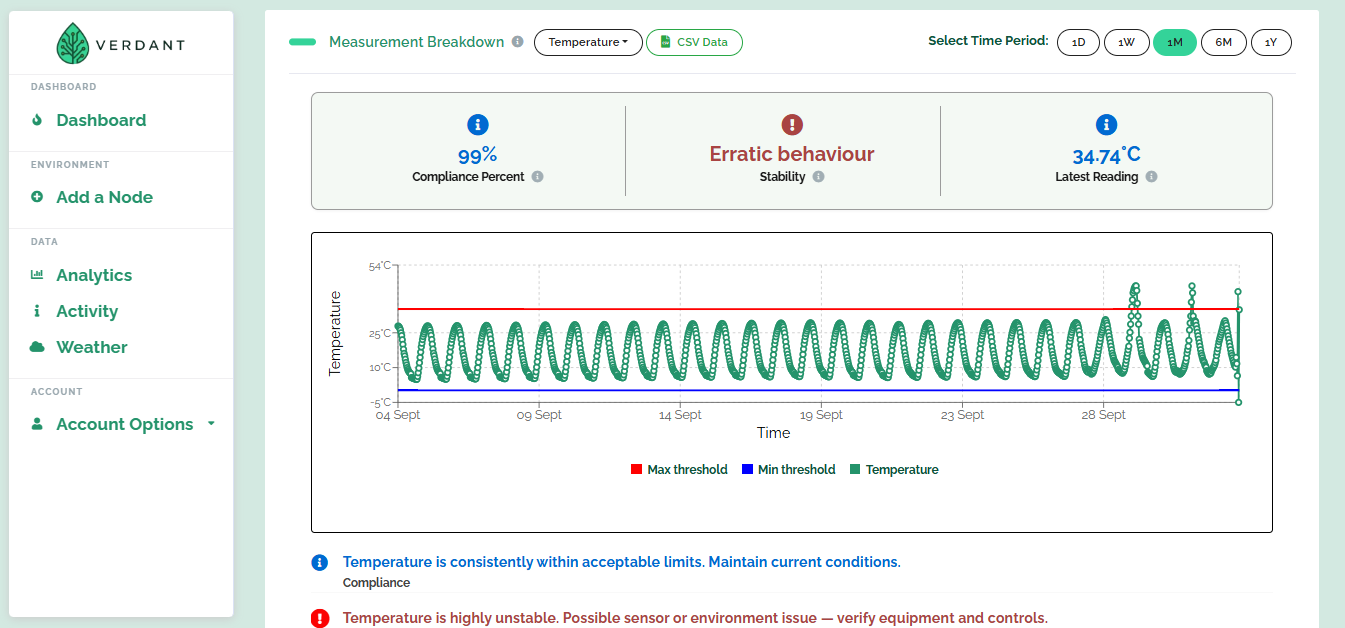 VERDANT
DASHBOARD
Dashboard
ENVIRONMENT
Add a Node
DATA
Analytics
Activity
Weather
ACCOUNT
Account Options
Measurement Breakdown
Temperature
CSV Data
Select Time Period:
1D
1W
1M
6M
1Y
99%
Compliance Percent
Erratic behaviour
Stability
34.74°C
Latest Reading
54°C
25°C
10°C
-5°C
Temperature
04 Sept
09 Sept
14 Sept
19 Sept
23 Sept
28 Sept
Time
Max threshold
Min threshold
Temperature
Temperature is consistently within acceptable limits. Maintain current conditions.
Compliance
Temperature is highly unstable. Possible sensor or environment issue — verify equipment and controls.